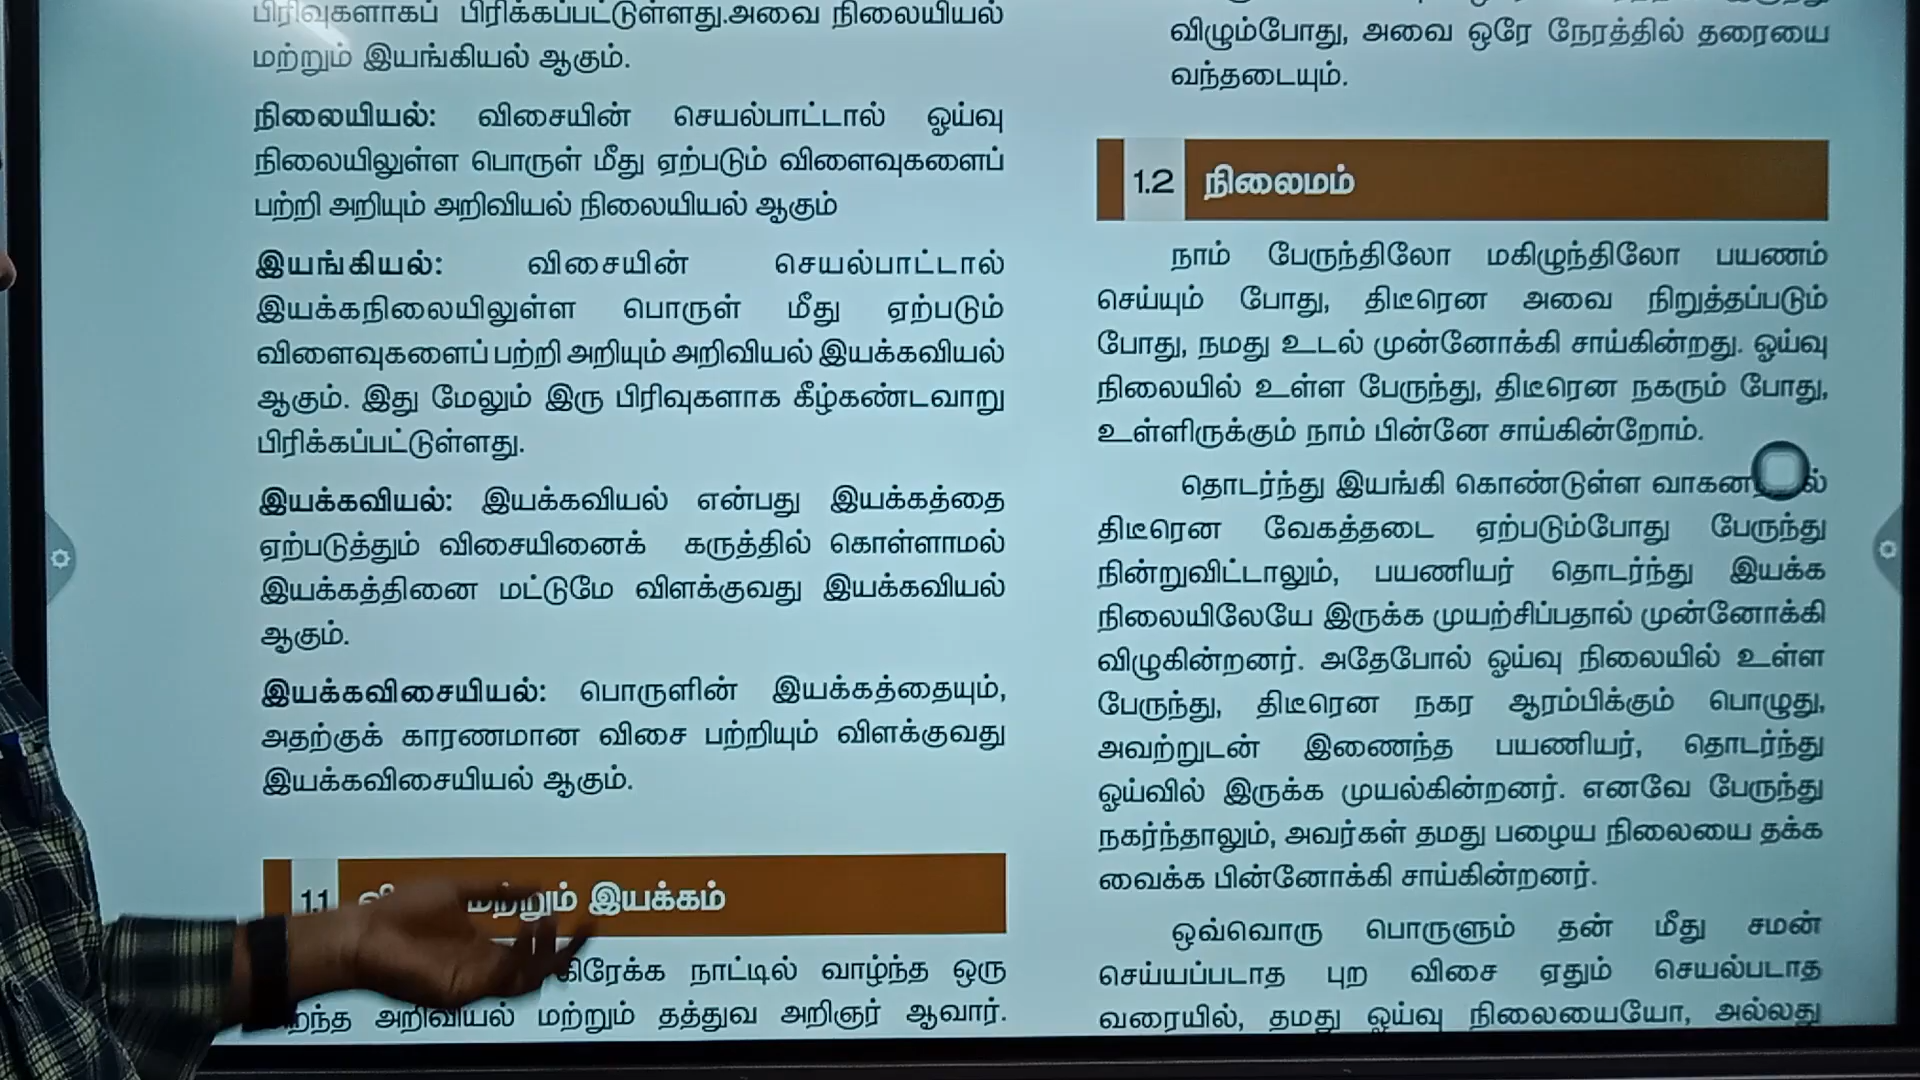 பிரிவுகளாகப் பிரிக்கப்பட்டுள்ளது.அவை நிலையியல்
மற்றும் இயங்கியல் ஆகும்.
நிலையியல்: விசையின் செயல்பாட்டால் ஓய்வு
நிலையிலுள்ள பொருள் மீது ஏற்படும் விளைவுகளைப்
பற்றி அறியும் அறிவியல் நிலையியல் ஆகும்
இயங்கியல்: விசையின் செயல்பாட்டால்
இயக்கநிலையிலுள்ள பொருள் மீது ஏற்படும்
விளைவுகளைப் பற்றி அறியும் அறிவியல் இயக்கவியல்
ஆகும். இது மேலும் இரு பிரிவுகளாக கீழ்கண்டவாறு
பிரிக்கப்பட்டுள்ளது.
இயக்கவியல்: இயக்கவியல் என்பது இயக்கத்தை
ஏற்படுத்தும் விசையினைக் கருத்தில் கொள்ளாமல்
இயக்கத்தினை மட்டுமே விளக்குவது இயக்கவியல்
ஆகும்.
இயக்கவிசையியல்: பொருளின் இயக்கத்தையும்,
அதற்குக் காரணமான விசை பற்றியும் விளக்குவது
இயக்கவிசையியல் ஆகும்.
1.1 மற்றும் இயக்கம்
கிரேக்க நாட்டில் வாழ்ந்த ஒரு
அறிவியல் மற்றும் தத்துவ அறிஞர் ஆவார்.
விழும்போது, அவை ஒரே நேரத்தில் தரையை
வந்தடையும்.
1.2 நிலைமம்
நாம் பேருந்திலோ மகிழுந்திலோ பயணம்
செய்யும் போது, திடீரென அவை நிறுத்தப்படும்
போது, நமது உடல் முன்னோக்கி சாய்கின்றது. ஓய்வு
நிலையில் உள்ள பேருந்து, திடீரென நகரும் போது,
உள்ளிருக்கும் நாம் பின்னே சாய்கின்றோம்.
தொடர்ந்து இயங்கி கொண்டுள்ள
திடீரென வேகத்தடை ஏற்படும்போது பேருந்து
நின்றுவிட்டாலும், பயணியர் தொடர்ந்து இயக்க
நிலையிலேயே இருக்க முயற்சிப்பதால் முன்னோக்கி
விழுகின்றனர். அதேபோல் ஓய்வு நிலையில் உள்ள
பேருந்து, திடீரென நகர ஆரம்பிக்கும் பொழுது,
அவற்றுடன் இணைந்த பயணியர், தொடர்ந்து
ஓய்வில் இருக்க முயல்கின்றனர். எனவே பேருந்து
நகர்ந்தாலும், அவர்கள் தமது பழைய நிலையை தக்க
வைக்க பின்னோக்கி சாய்கின்றனர்.
ஒவ்வொரு பொருளும் தன் மீது சமன்
செய்யப்படாத புற விசை ஏதும் செயல்படாத
வரையில், தமது ஓய்வு நிலையையோ, அல்லது